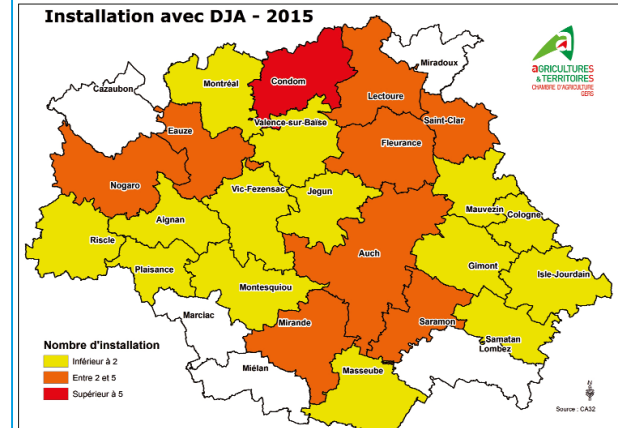 Installation avec DJA - 2015
AGRICULTURES
& TERRITOIRES
CHAMBRE D'AGRICULTURE
GERS
Miradoux
Cazaubon
Montréal
Condom
Lectoure
Saint-Clar
Valence-sur-Baïse
Eauze
Fleurance
Nogaro
Vic-Fezensac
Jegun
Mauvezin
Cologne
Aignan
Riscle
Auch
Gimont
Isle-Jourdain
Plaisance
Montesquiou
Marciac
Mirande
Saramon
Samatan
Lombez
Miélan
Masseube
Nombre d'installation
Inférieur à 2
Entre 2 et 5
Supérieur à 5
N
Source : CA32